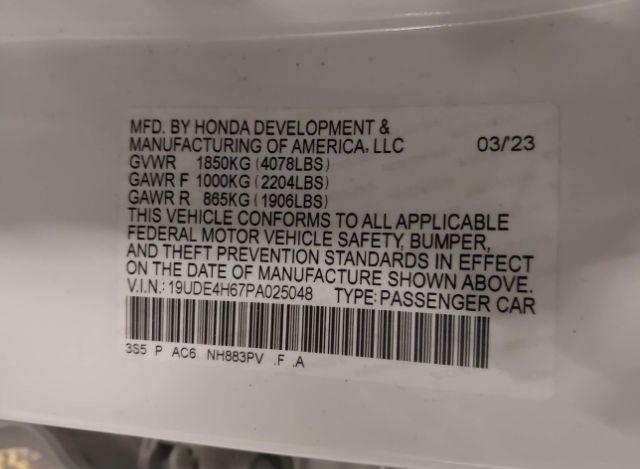 MFD. BY HONDA DEVELOPMENT &
MANUFACTURING OF AMERICA, LLC 03/'23
GVWR 1850KG (4078LBS)
GAWR F 1000KG (2204LBS)
GAWR R 865KG (1906LBS)
THIS VEHICLE CONFORMS TO ALL APPLICABLE
FEDERAL MOTOR VEHICLE SAFETY, BUMPER,
AND THEFT PREVENTION STANDARDS IN EFFECT
ON THE DATE OF MANUFACTURE SHOWN ABOVE.
V.I.N.: 19UDE4H67PA025048 TYPE: PASSENGER CAR
3S5 P AC6 NH883PV .F .A